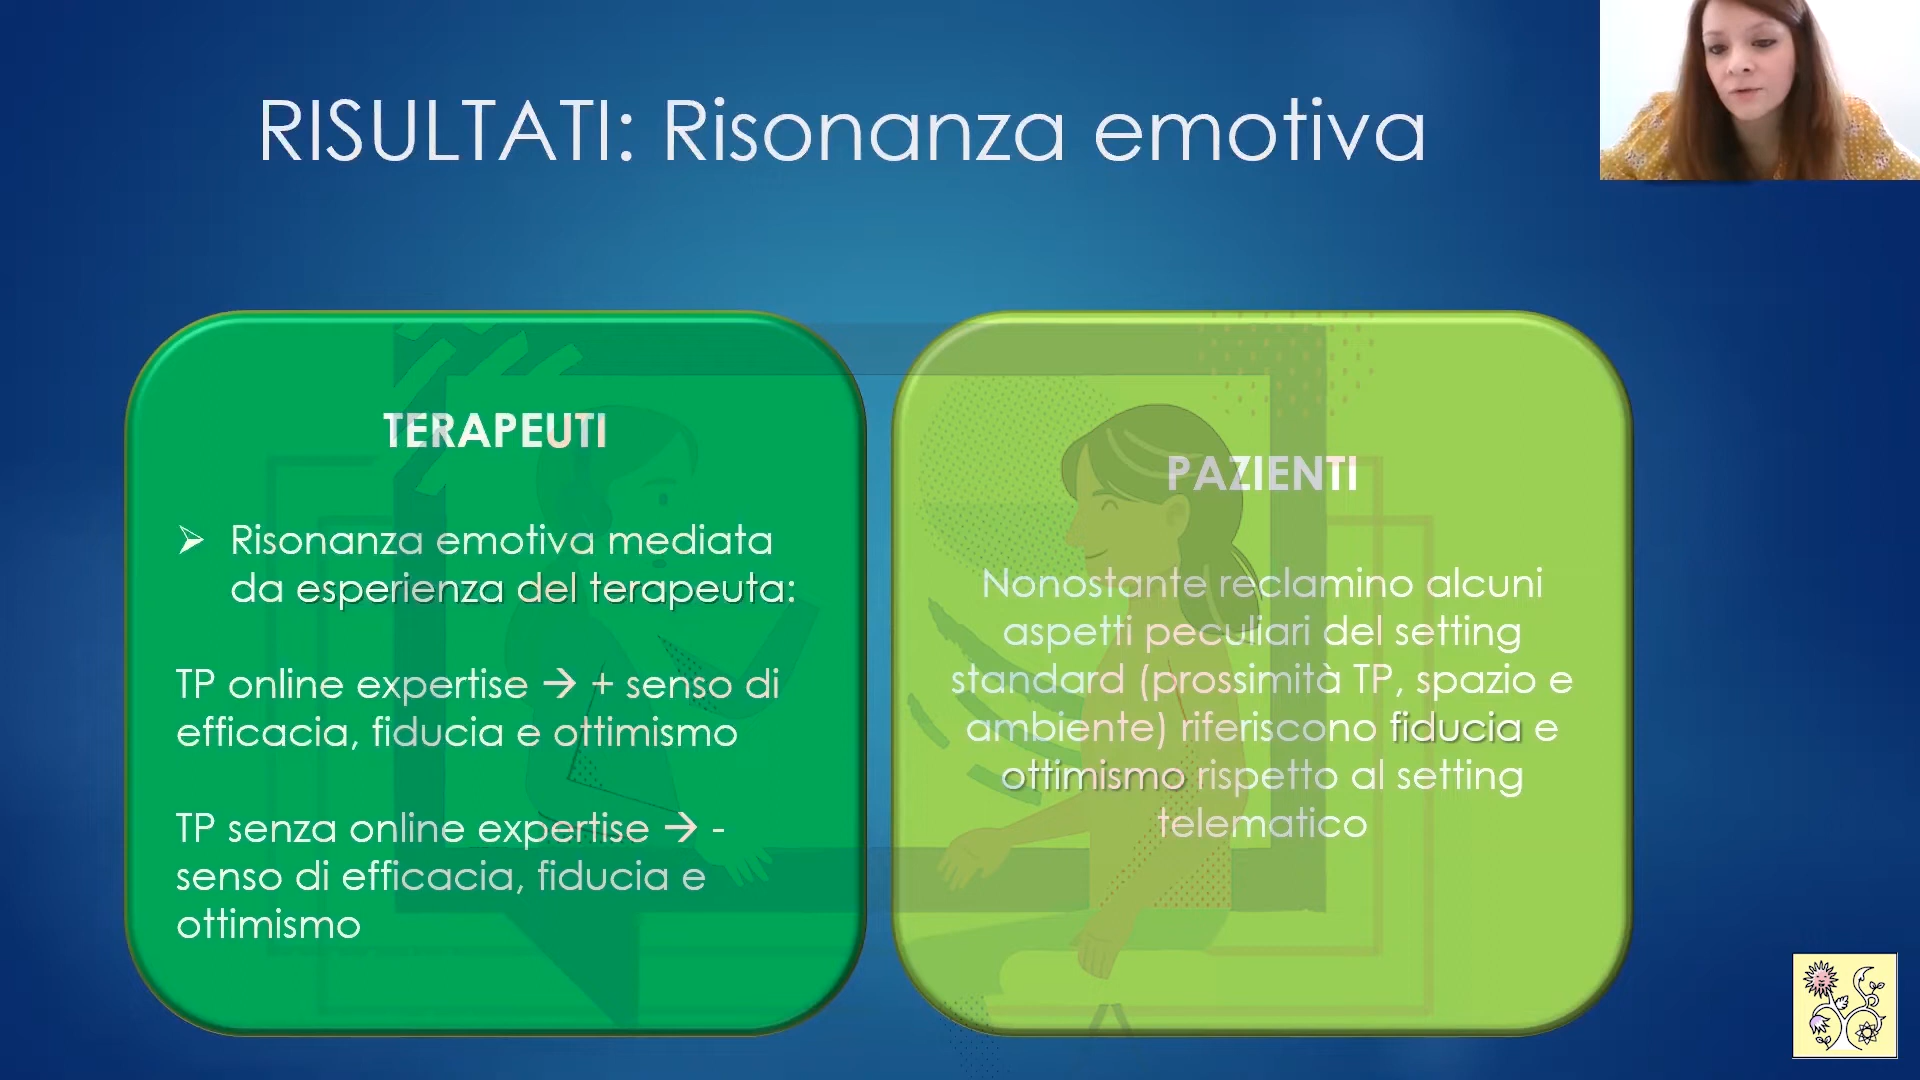 RISULTATI: Risonanza emotiva
TERAPEUTI
➢ Risonanza emotiva mediata
da esperienza del terapeuta:
TP online expertise → + senso di
efficacia, fiducia e ottimismo
TP senza online expertise → -
senso di efficacia, fiducia e
ottimismo
PAZIENTI
Nonostante reclamino alcuni
aspetti peculiari del setting
standard (prossimità TP, spazio e
ambiente) riferiscono fiducia e
ottimismo rispetto al setting
telematico